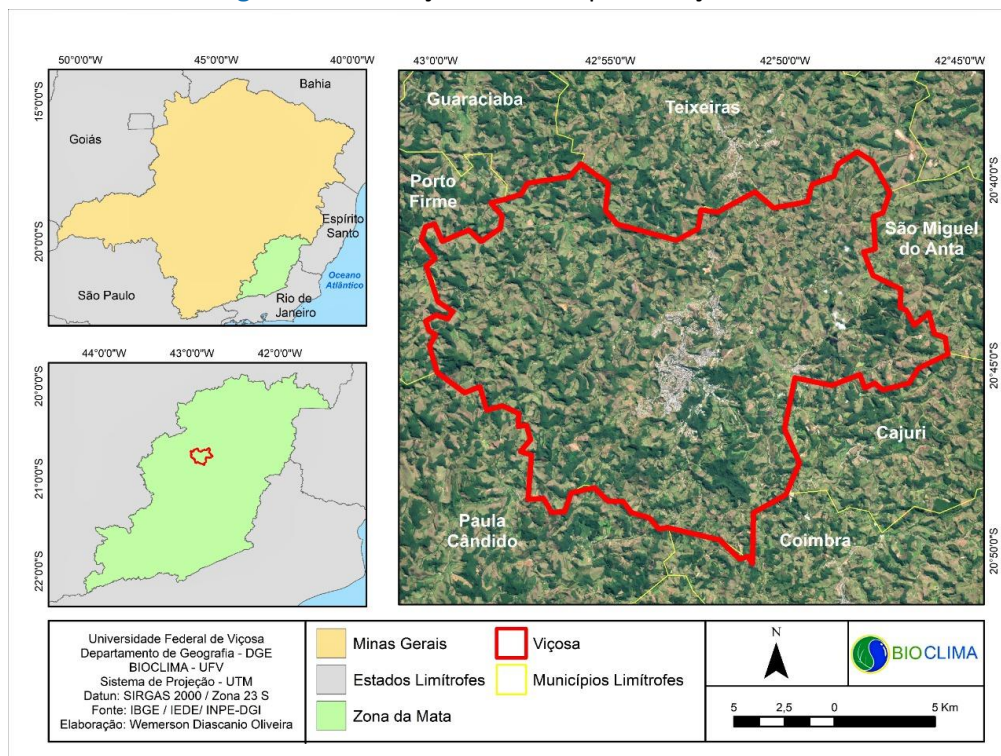 50°0'0"W 45°0'0"W 40°0'0"W
15°0'0"S
20°0'0"S
Bahia
Goiás
Espírito
Santo
Oceano
Atlântico
São Paulo
Rio de
Janeiro
44°0'0"W 43°0'0"W 42°0'0"W
20°0'0"S
21°0'0"S
22°0'0"S
43°0'0"W 42°55'0"W 42°50'0"W 42°45'0"W
20°40'0"S
20°45'0"S
20°50'0"S
Guaraciaba
Teixeiras
Porto
Firme
São Miguel
do Anta
Cajuri
Paula
Cândido
Coimbra
Universidade Federal de Viçosa
Departamento de Geografia - DGE
BIOCLIMA - UFV
Sistema de Projeção - UTM
Datun: SIRGAS 2000 / Zona 23 S
Fonte: IBGE / IEDE/ INPE-DGI
Elaboração: Wemerson Diascanio Oliveira
Minas Gerais
Estados Limítrofes
Zona da Mata
Viçosa
Municípios Limítrofes
N
BIOCLIMA
5 2,5 0 5 Km